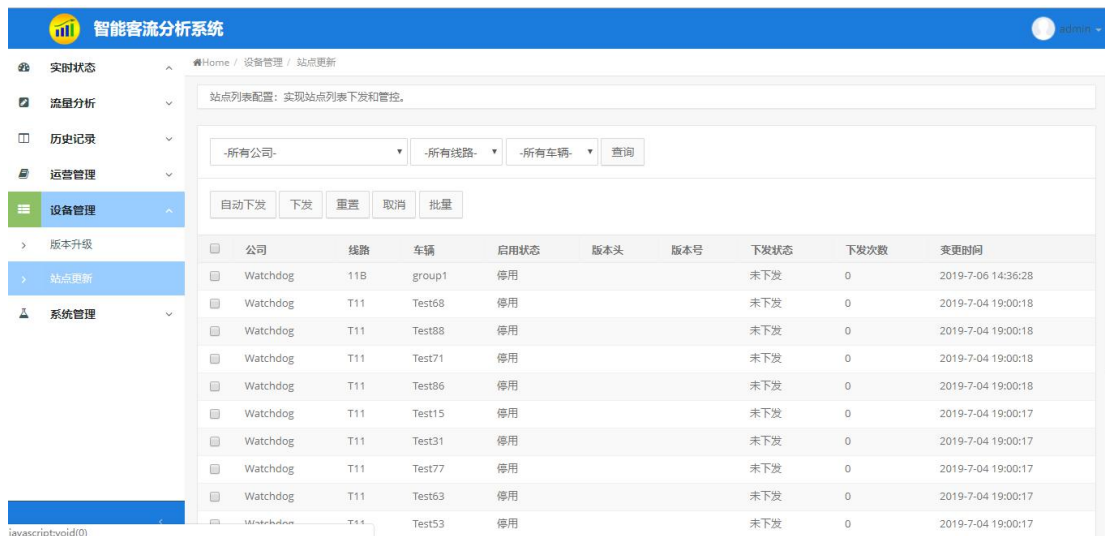 智能客流分析系统
admin
实时状态
流量分析
历史记录
运营管理
设备管理
版本升级
站点更新
系统管理
javascript:void(0)
Home / 设备管理 / 站点更新
站点列表配置：实现站点列表下发和管控。
-所有公司- -所有线路- -所有车辆- 查询
自动下发 下发 重置 取消 批量
公司 线路 车辆 启用状态 版本头 版本号 下发状态 下发次数 变更时间
Watchdog 11B group1 停用 未下发 0 2019-7-06 14:36:28
Watchdog T11 Test68 停用 未下发 0 2019-7-04 19:00:18
Watchdog T11 Test88 停用 未下发 0 2019-7-04 19:00:18
Watchdog T11 Test71 停用 未下发 0 2019-7-04 19:00:18
Watchdog T11 Test86 停用 未下发 0 2019-7-04 19:00:18
Watchdog T11 Test15 停用 未下发 0 2019-7-04 19:00:17
Watchdog T11 Test31 停用 未下发 0 2019-7-04 19:00:17
Watchdog T11 Test77 停用 未下发 0 2019-7-04 19:00:17
Watchdog T11 Test63 停用 未下发 0 2019-7-04 19:00:17
Watchdog T11 Test53 停用 未下发 0 2019-7-04 19:00:17